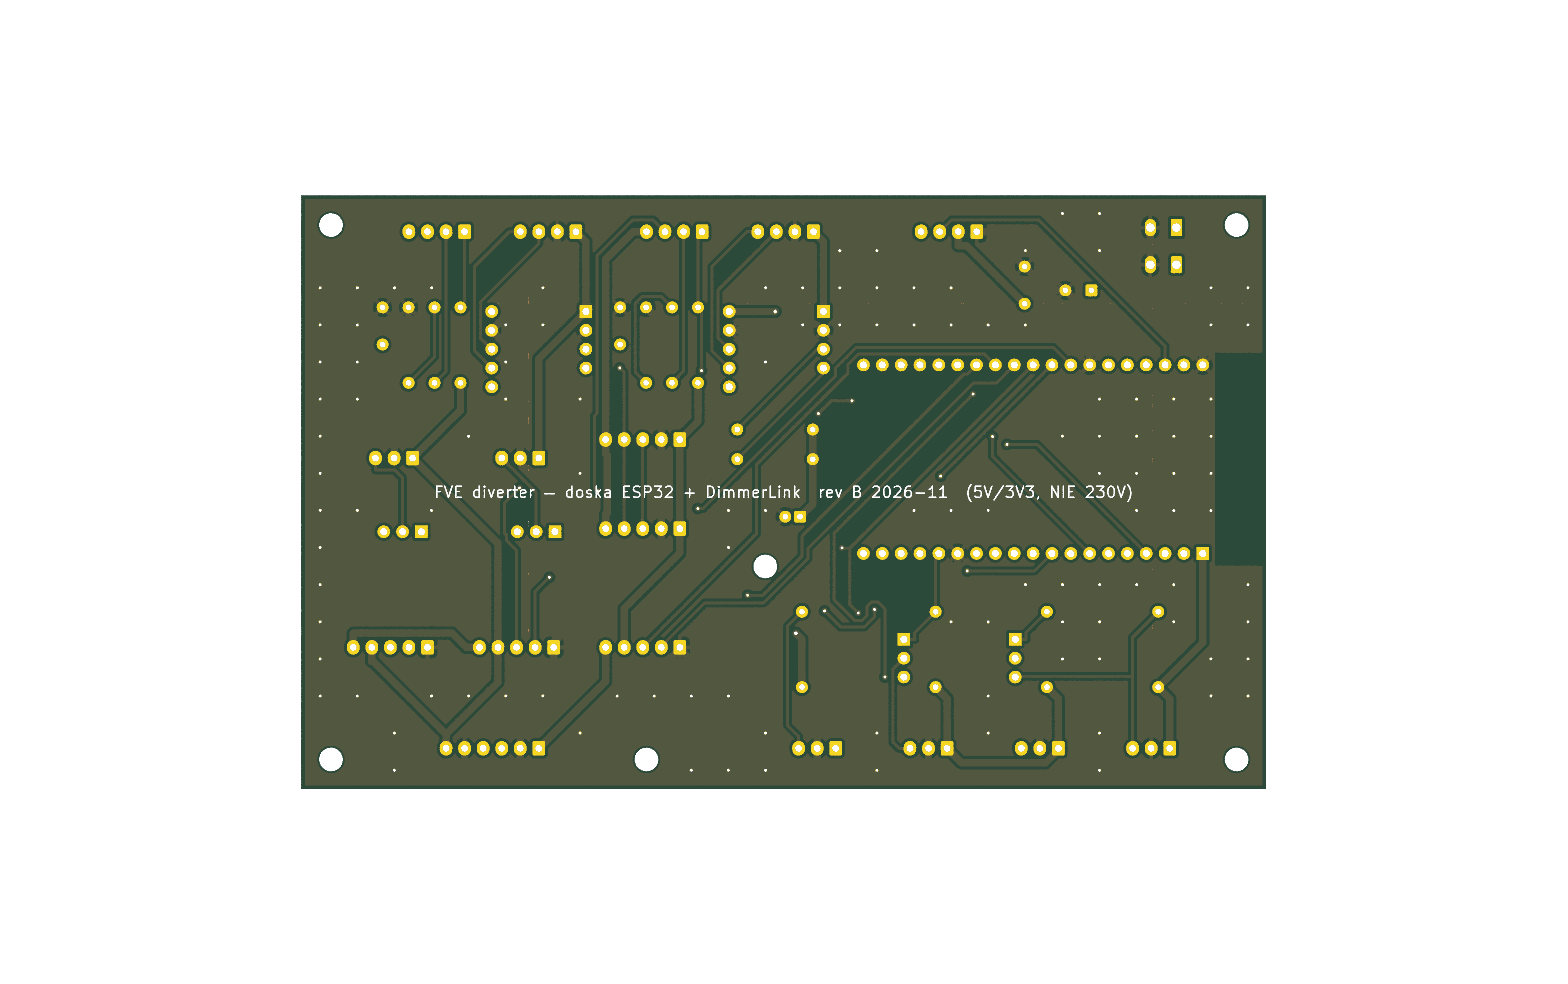 FVE diverter – doska ESP32 + DimmerLink rev B 2026-11 (5V/3V3, NIE 230V)